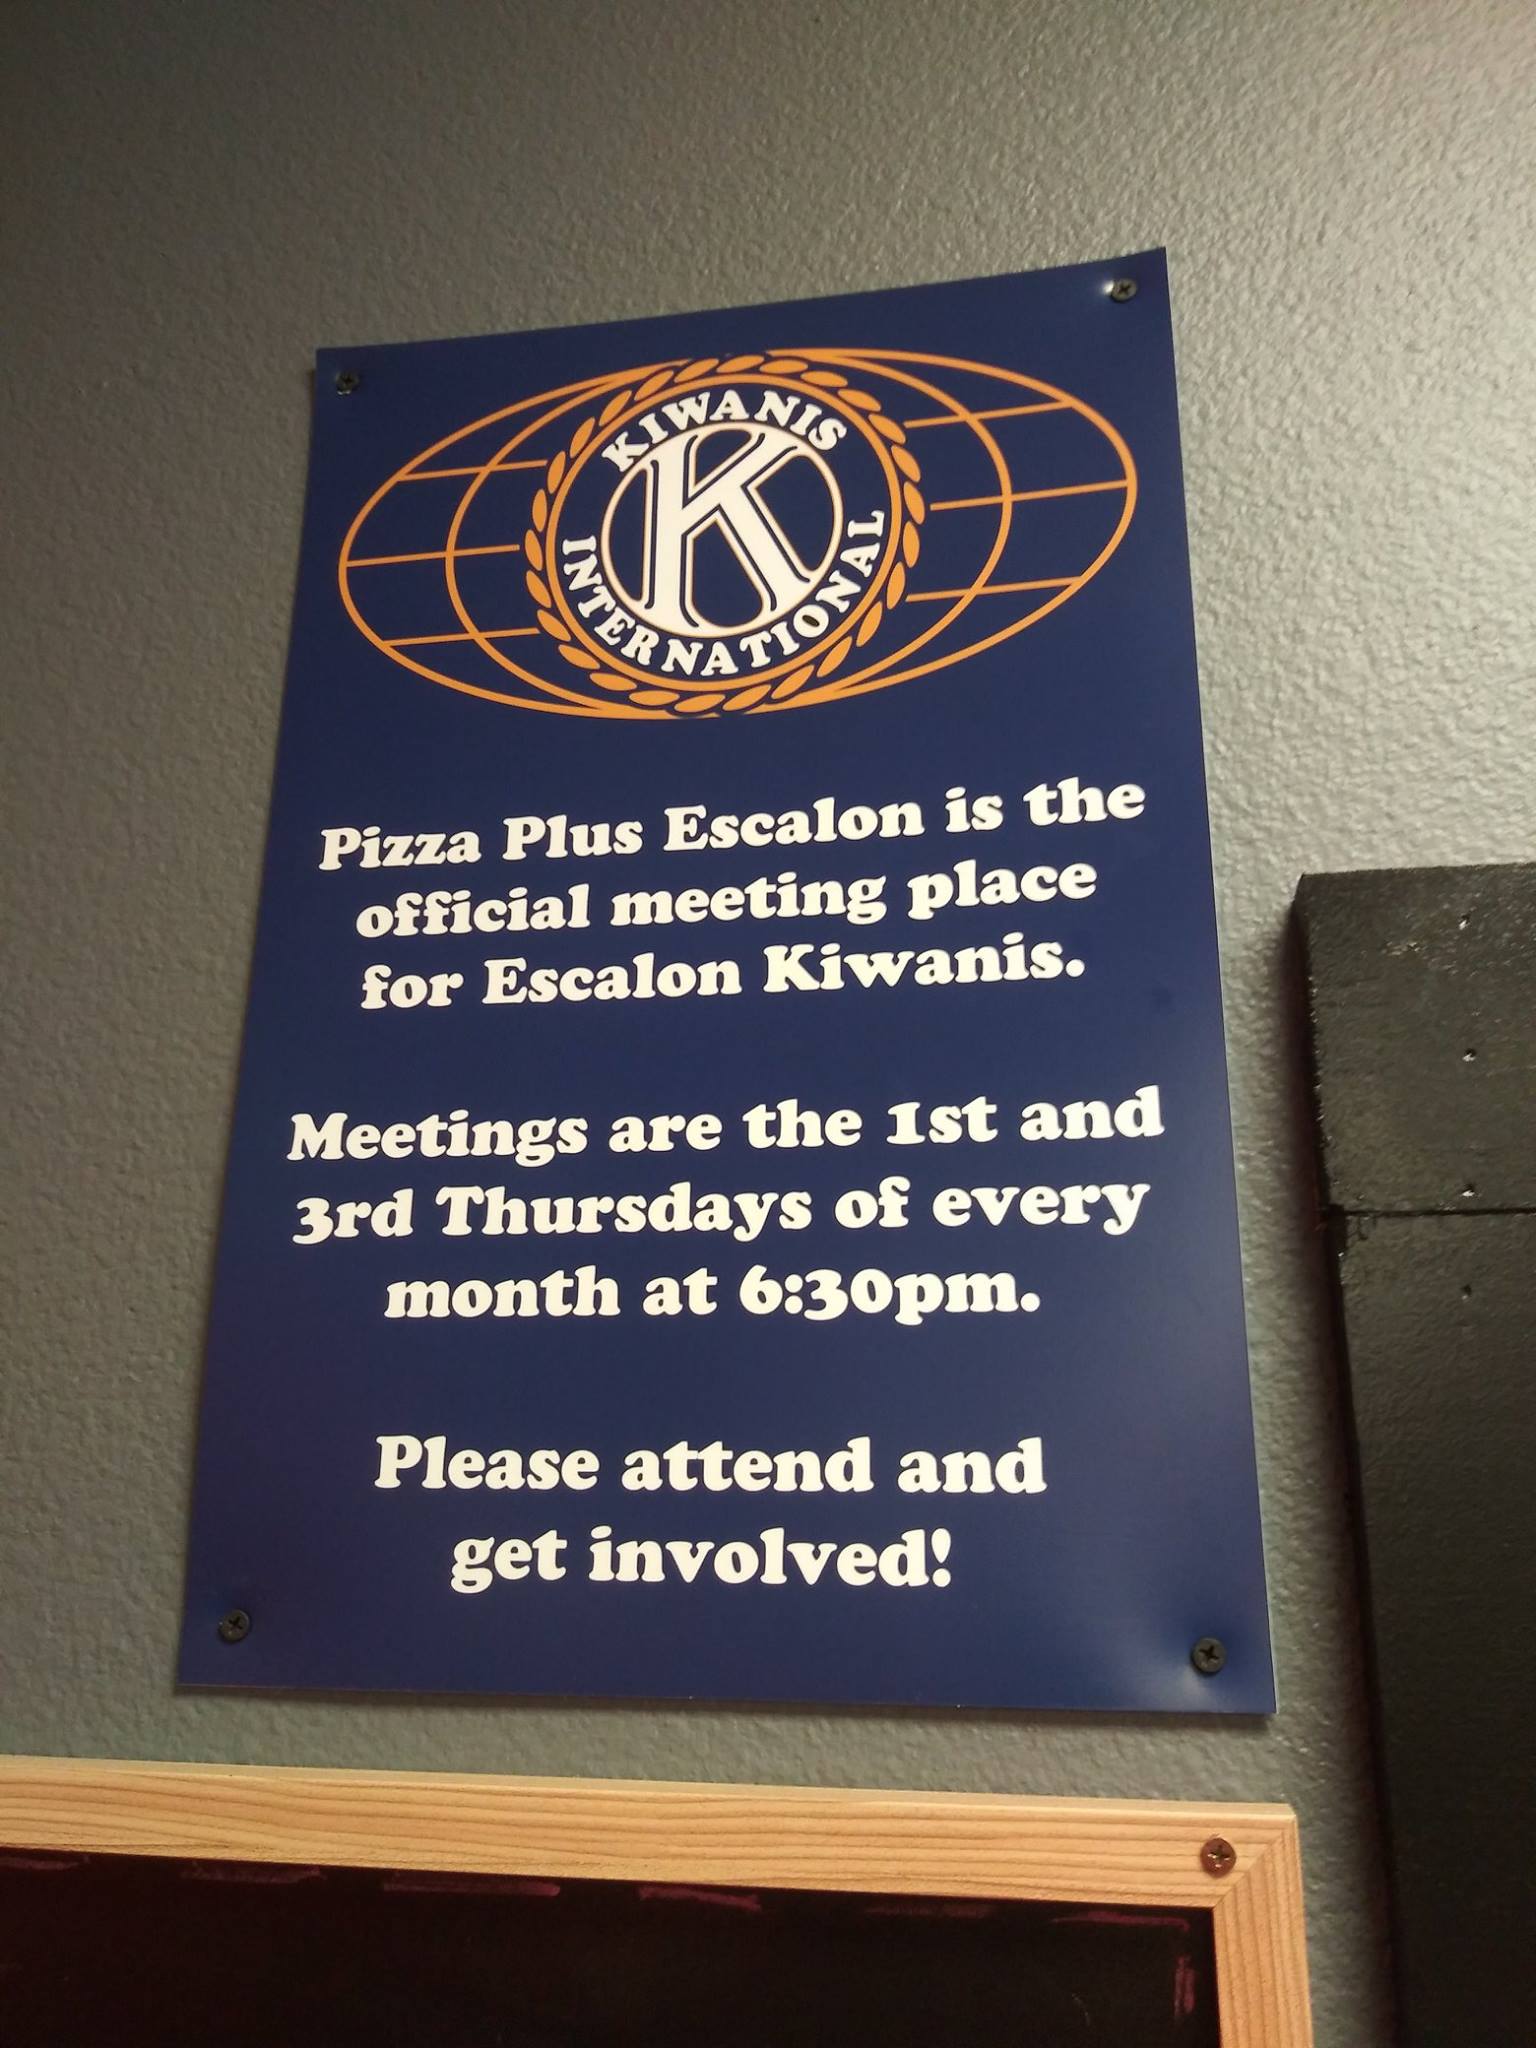 KIWANIS
K
INTERNATIONAL
Pizza Plus Escalon is the
official meeting place
for Escalon Kiwanis.
Meetings are the 1st and
3rd Thursdays of every
month at 6:30pm.
Please attend and
get involved!